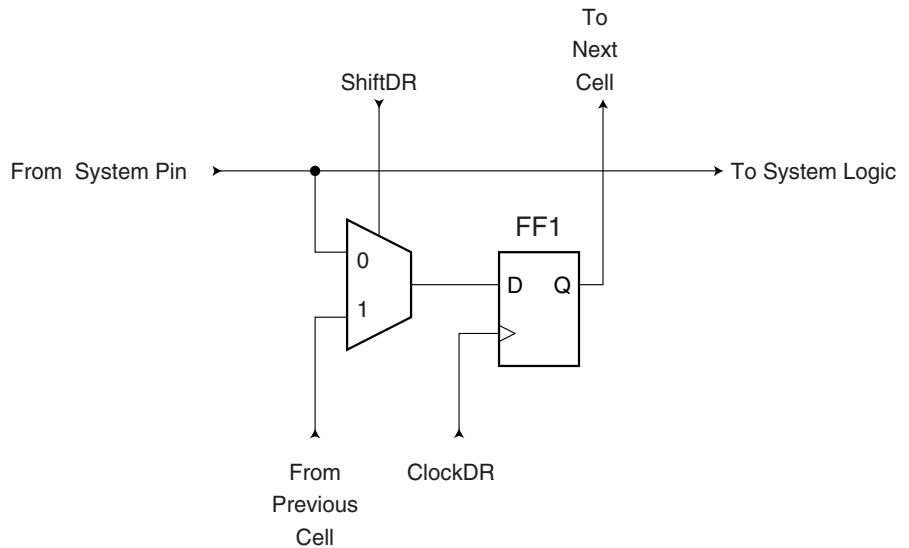 To
Next
Cell
ShiftDR
From System Pin
To System Logic
FF1
0
D Q
1
From
Previous
Cell
ClockDR